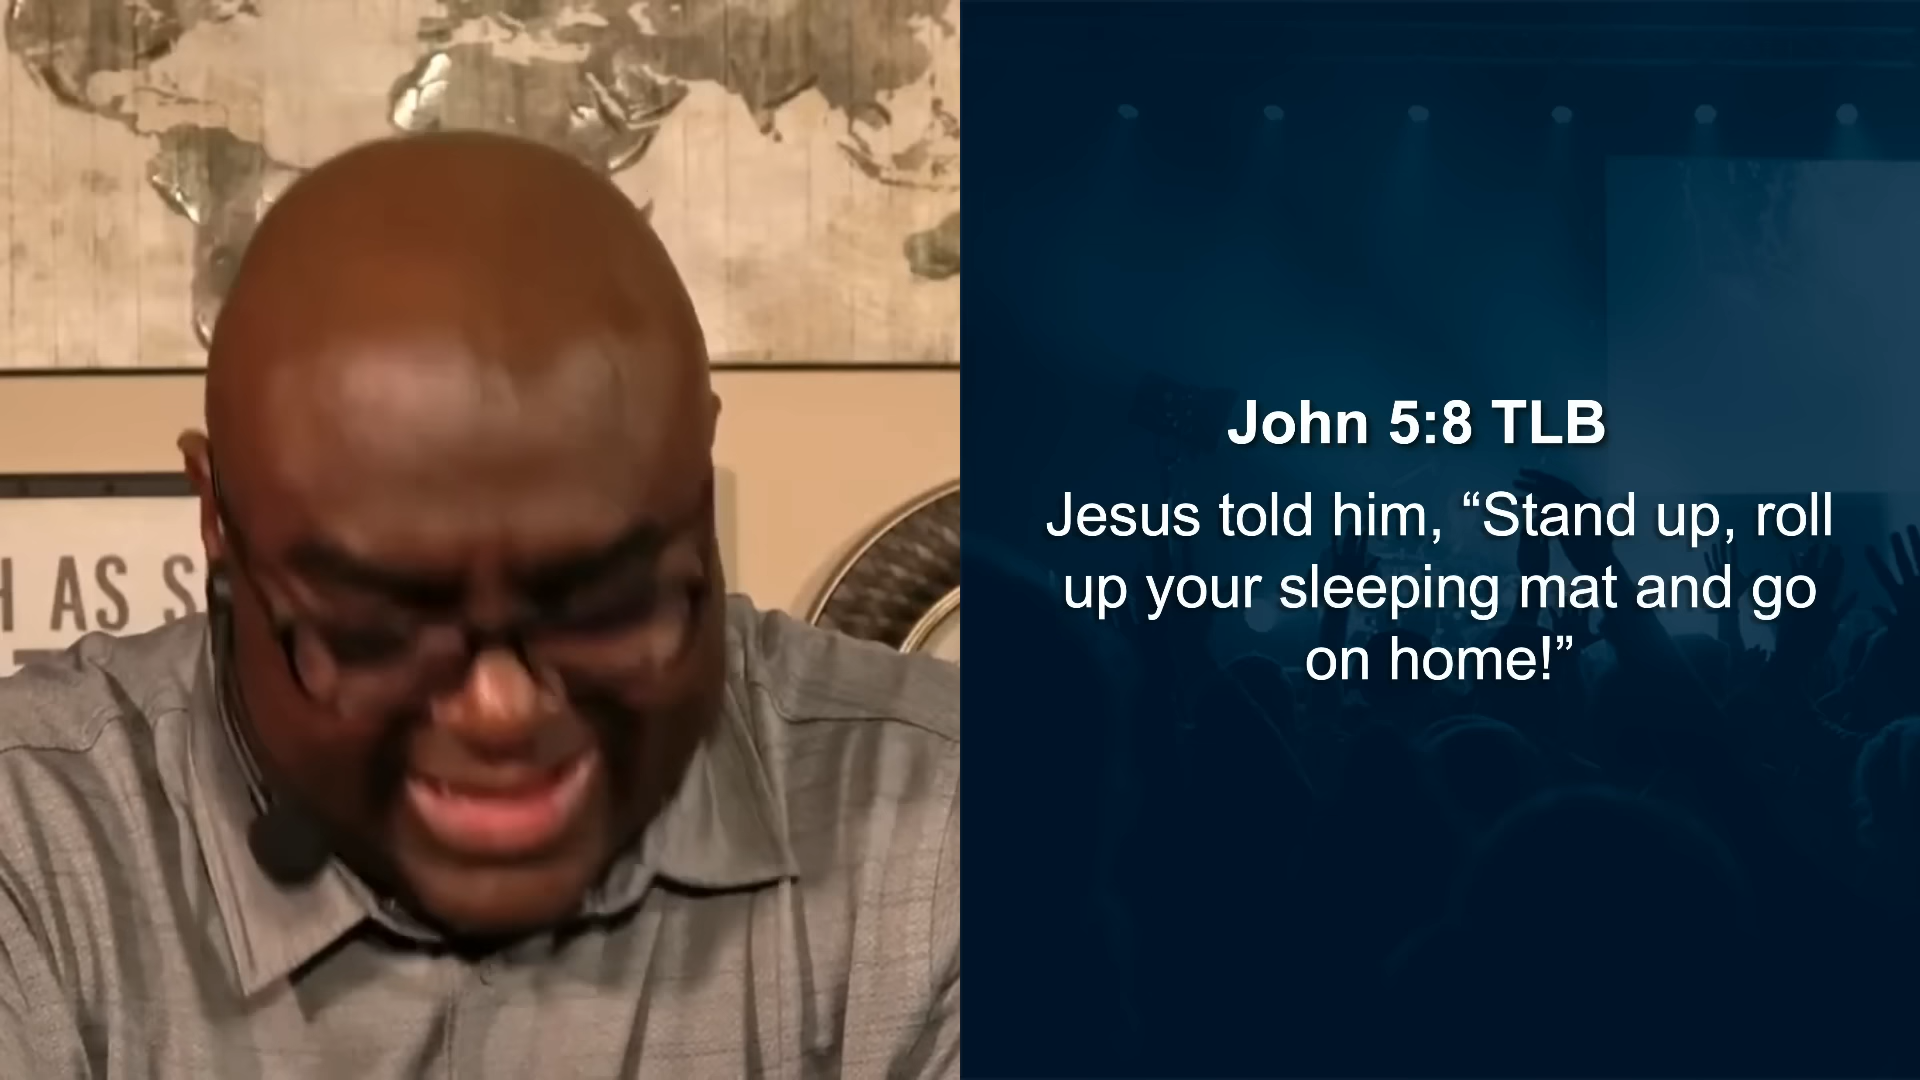 H AS S
John 5:8 TLB
Jesus told him, “Stand up, roll
up your sleeping mat and go
on home!”